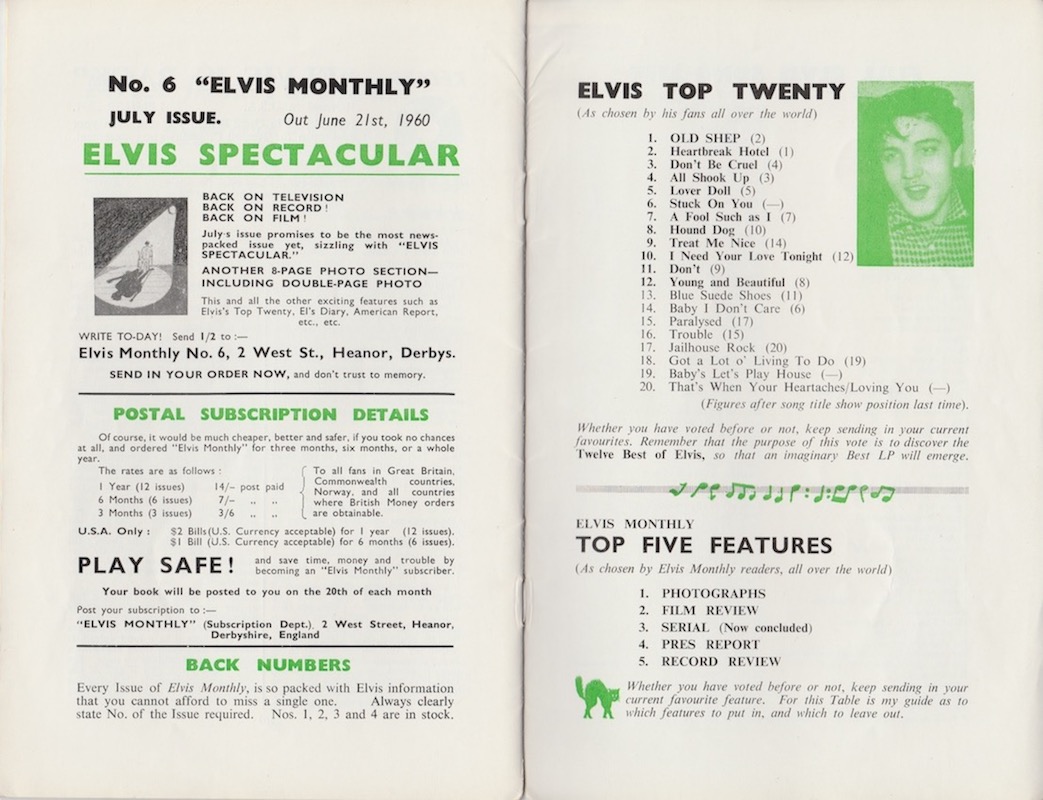 No. 6 "ELVIS MONTHLY"
JULY ISSUE. Out June 21st, 1960
ELVIS SPECTACULAR
BACK ON TELEVISION
BACK ON RECORD!
BACK ON FILM!
July's issue promises to be the most news-
packed issue yet, sizzling with "ELVIS
SPECTACULAR."
ANOTHER 8-PAGE PHOTO SECTION—
INCLUDING DOUBLE-PAGE PHOTO
This and all the other exciting features such as
Elvis's Top Twenty, El's Diary, American Report,
etc., etc.
WRITE TO-DAY! Send 1/2 to :—
Elvis Monthly No. 6, 2 West St., Heanor, Derbys.
SEND IN YOUR ORDER NOW, and don't trust to memory.
POSTAL SUBSCRIPTION DETAILS
Of course, it would be much cheaper, better and safer, if you took no chances
at all, and ordered "Elvis Monthly" for three months, six months, or a whole
year.
The rates are as follows :
1 Year (12 issues) 14/– post paid
6 Months (6 issues) 7/– .. ..
3 Months (3 issues) 3/6 .. ..
To all fans in Great Britain,
Commonwealth countries,
Norway, and all countries
where British Money orders
are obtainable.
U.S.A. Only : $2 Bills(U.S. Currency acceptable) for 1 year (12 issues).
$1 Bill (U.S. Currency acceptable) for 6 months (6 issues).
PLAY SAFE! and save time, money and trouble by
becoming an "Elvis Monthly" subscriber.
Your book will be posted to you on the 20th of each month
Post your subscription to :—
"ELVIS MONTHLY" (Subscription Dept.), 2 West Street, Heanor,
Derbyshire, England
BACK NUMBERS
Every Issue of Elvis Monthly, is so packed with Elvis information
that you cannot afford to miss a single one. Always clearly
state No. of the Issue required. Nos. 1, 2, 3 and 4 are in stock.
ELVIS TOP TWENTY
(As chosen by his fans all over the world)
1. OLD SHEP (2)
2. Heartbreak Hotel (1)
3. Don't Be Cruel (4)
4. All Shook Up (3)
5. Lover Doll (5)
6. Stuck On You (—)
7. A Fool Such as I (7)
8. Hound Dog (10)
9. Treat Me Nice (14)
10. I Need Your Love Tonight (12)
11. Don't (9)
12. Young and Beautiful (8)
13. Blue Suede Shoes (11)
14. Baby I Don't Care (6)
15. Paralysed (17)
16. Trouble (15)
17. Jailhouse Rock (20)
18. Got a Lot o' Living To Do (19)
19. Baby's Let's Play House (—)
20. That's When Your Heartaches/Loving You (—)
(Figures after song title show position last time).
Whether you have voted before or not, keep sending in your current
favourites. Remember that the purpose of this vote is to discover the
Twelve Best of Elvis, so that an imaginary Best LP will emerge.
ELVIS MONTHLY
TOP FIVE FEATURES
(As chosen by Elvis Monthly readers, all over the world)
1. PHOTOGRAPHS
2. FILM REVIEW
3. SERIAL (Now concluded)
4. PRES REPORT
5. RECORD REVIEW
Whether you have voted before or not, keep sending in your
current favourite feature. For this Table is my guide as to
which features to put in, and which to leave out.